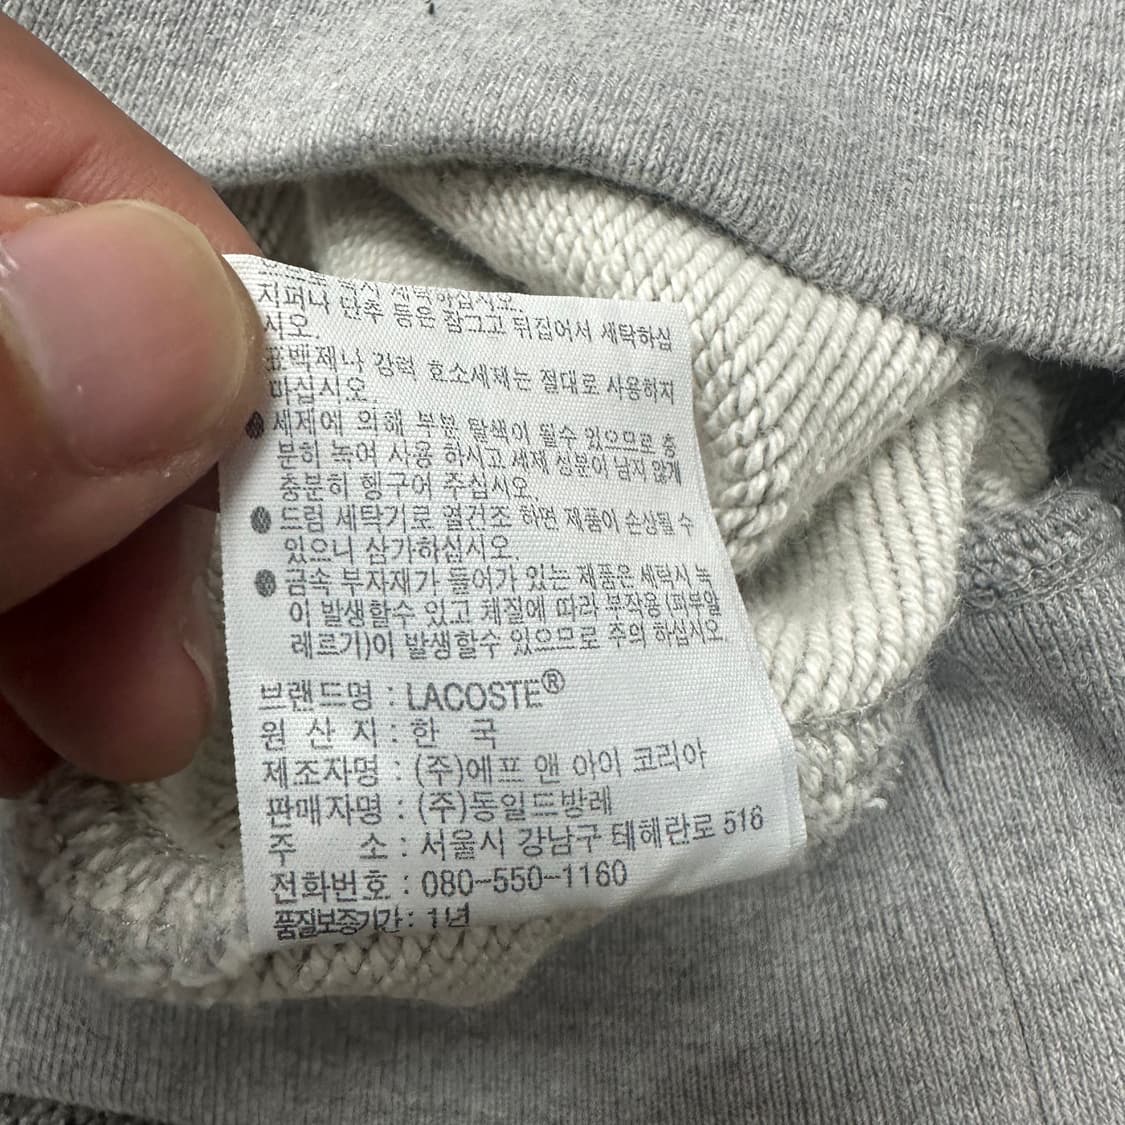 세탁하십시오.
지퍼나 단추 등은 잠그고 뒤집어서 세탁하십
시오.
표백제나 강력 효소세제는 절대로 사용하지
마십시오.
● 세제에 의해 부분 탈색이 될수 있으므로 충
분히 녹여 사용 하시고 세제 성분이 남지 않게
충분히 헹구어 주십시오.
● 드럼 세탁기로 열건조 하면 제품이 손상될 수
있으니 삼가하십시오.
● 금속 부자재가 들어가 있는 제품은 세탁시 녹
이 발생할수 있고 체질에 따라 부작용(피부알
레르기)이 발생할수 있으므로 주의 하십시오.
브랜드명 : LACOSTE®
원 산 지 : 한 국
제조자명 : (주)에프 앤 아이 코리아
판매자명 : (주)동일드방레
주 소 : 서울시 강남구 테헤란로 516
전화번호 : 080-550-1160
품질보증기간 : 1년